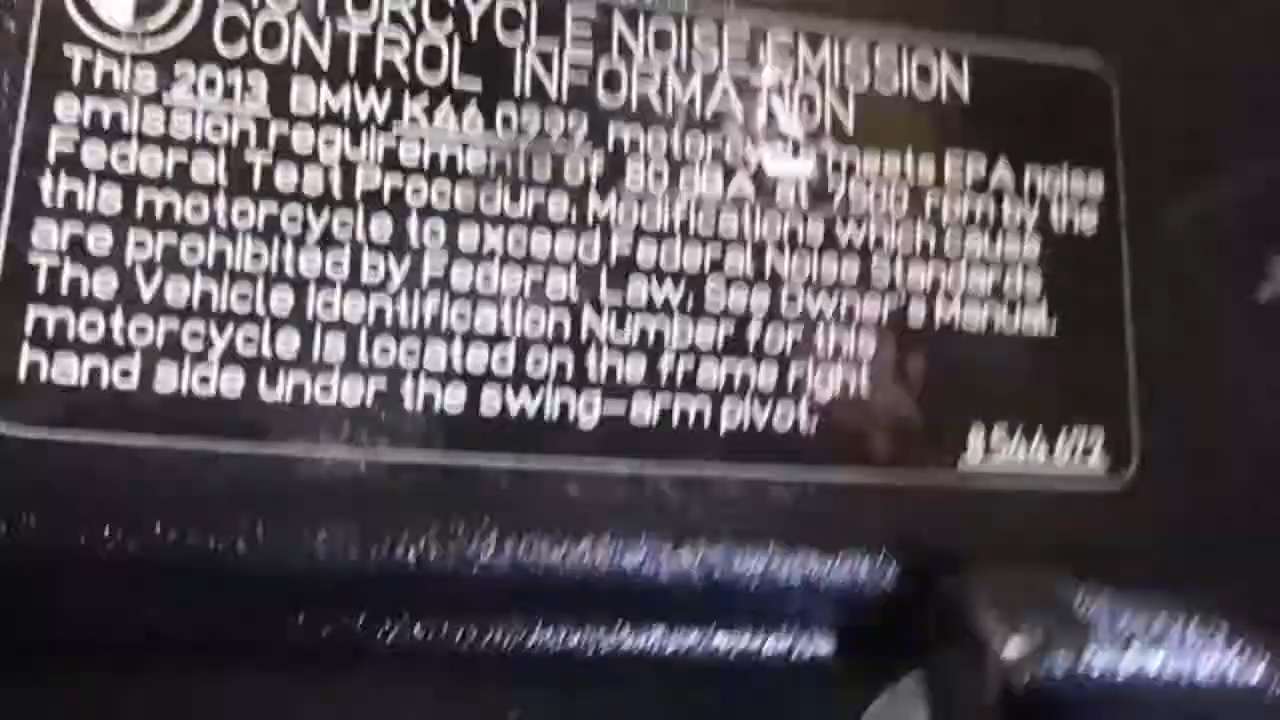 MOTORCYCLE NOISE EMISSION
CONTROL INFORMATION
This 2013 BMW motorcycle meets EPA noise
emission requirements of 80 dBA at rpm by the
Federal Test Procedure. Modifications which cause
this motorcycle to exceed Federal Noise Standards
are prohibited by Federal Law. See Owner's Manual.
The Vehicle Identification Number for this
motorcycle is located on the frame right
hand side under the swing-arm pivot.